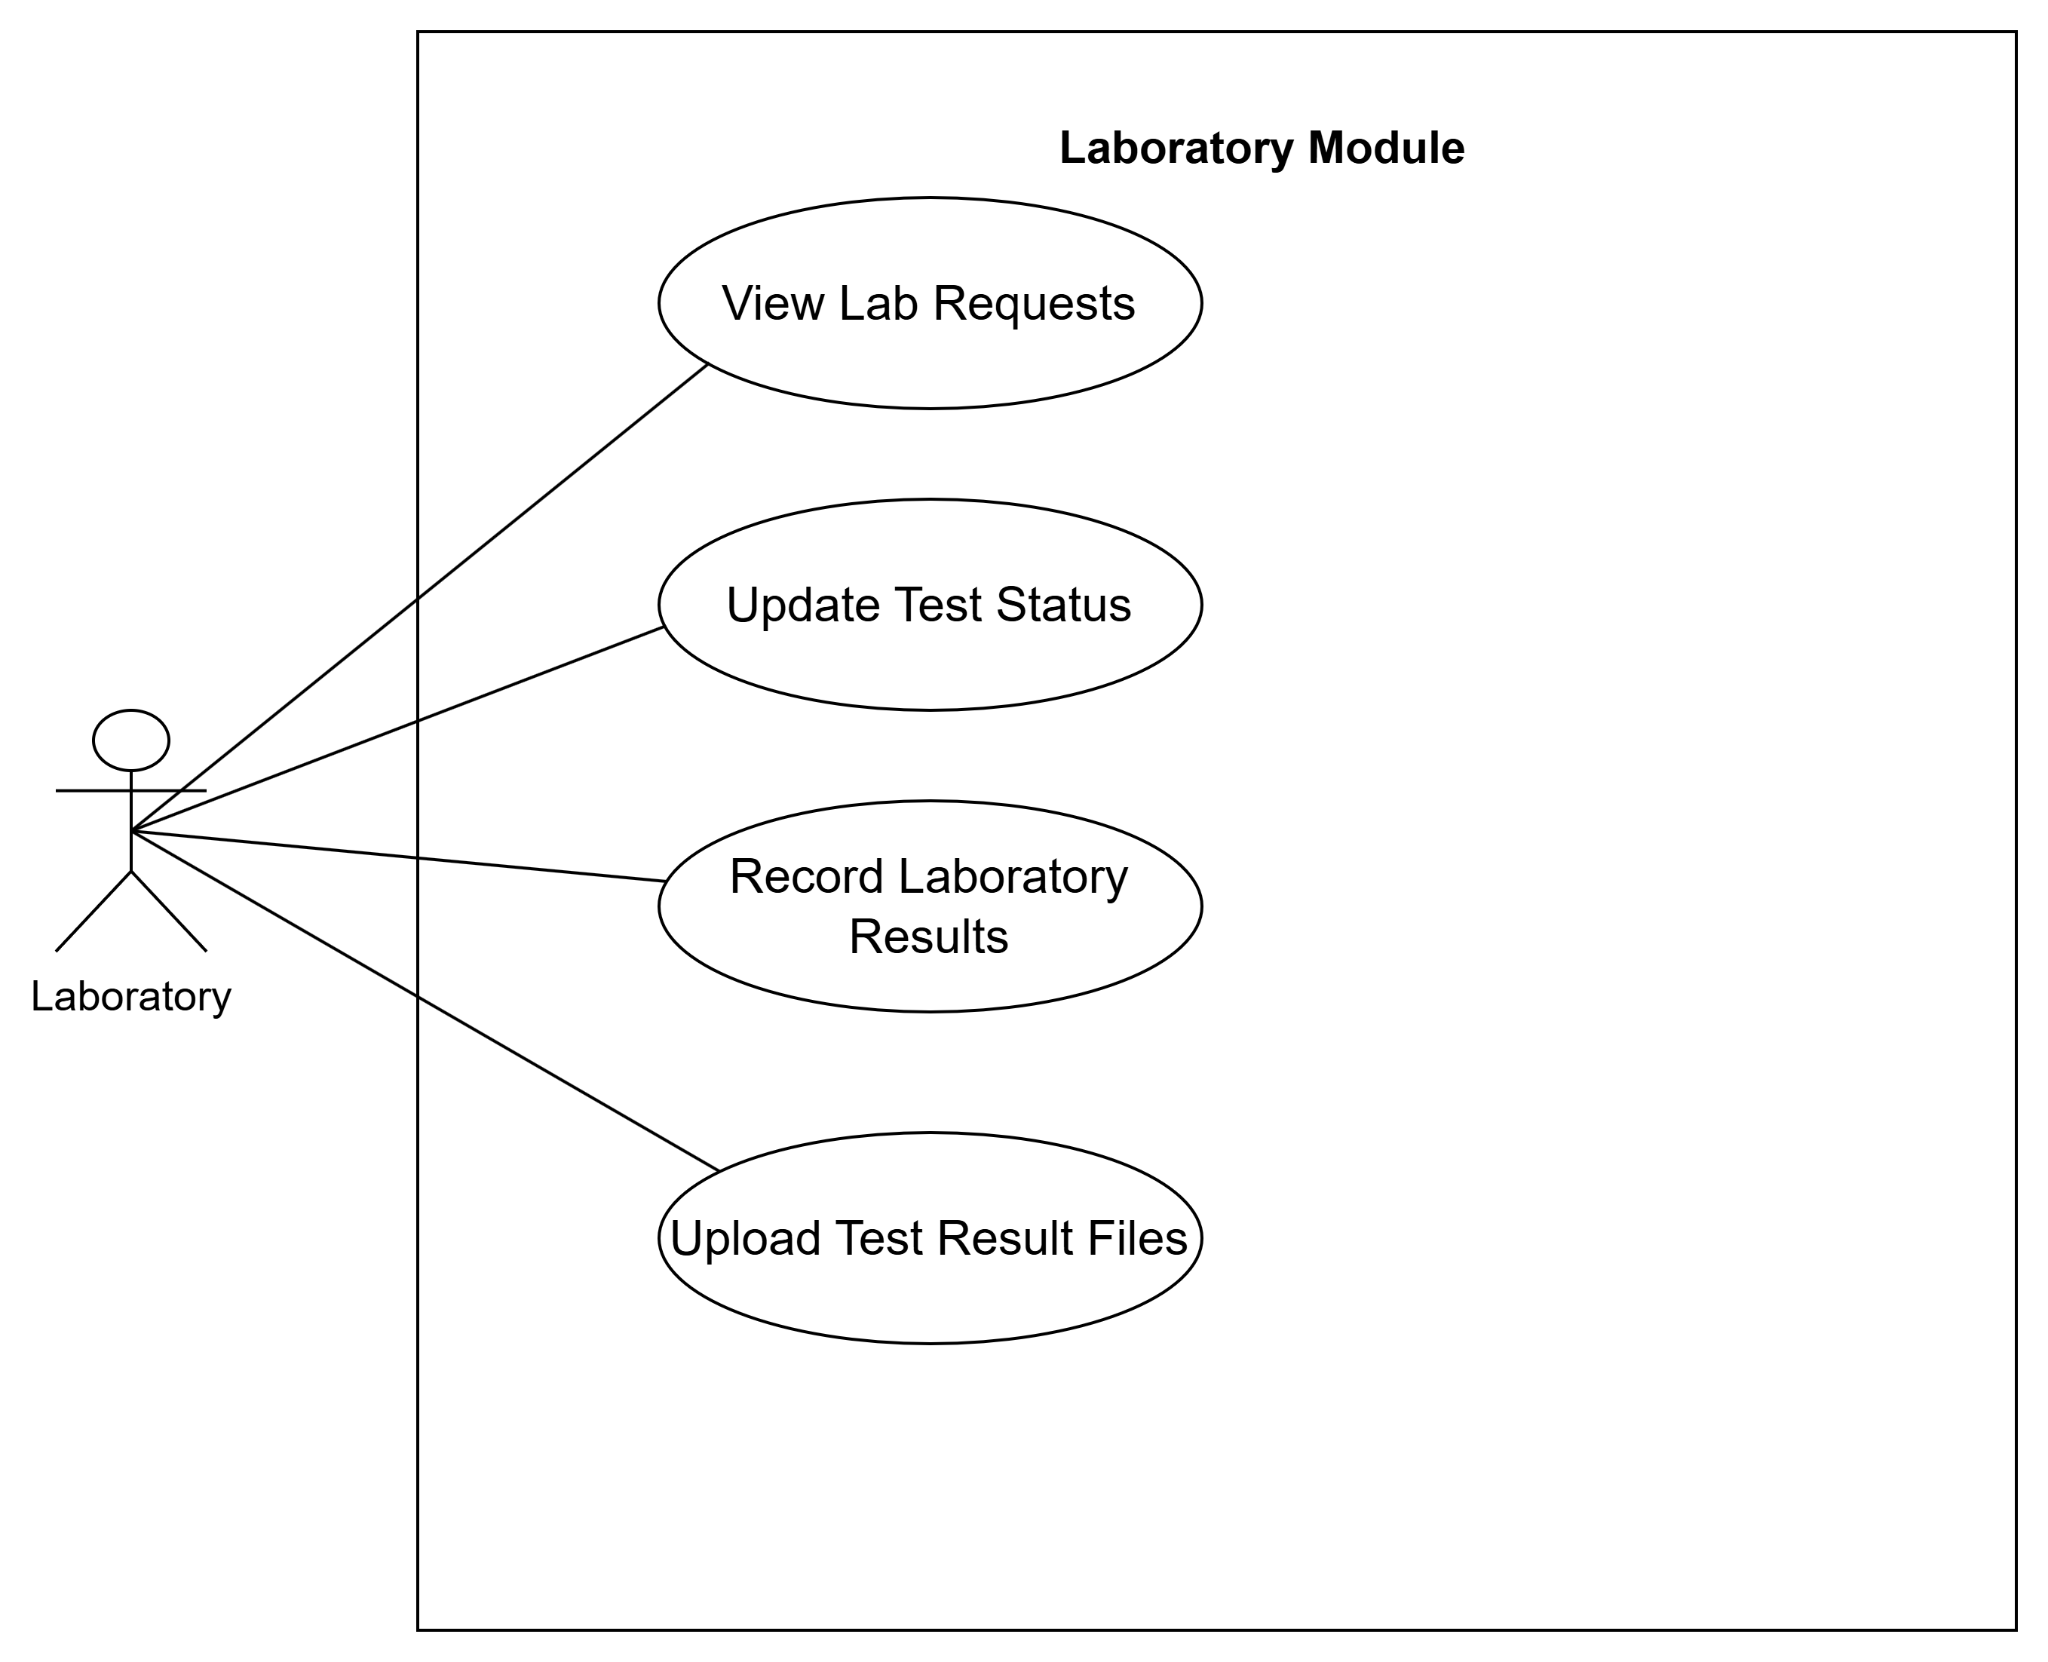 Laboratory Module
View Lab Requests
Update Test Status
Record Laboratory
Results
Laboratory
Upload Test Result Files